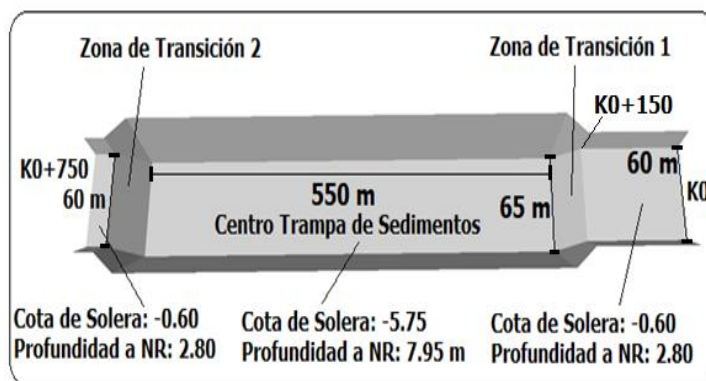 Zona de Transición 2
Zona de Transición 1
K0+150
K0+750
60 m
550 m
Centro Trampa de Sedimentos
65 m
60 m
K0
Cota de Solera: -0.60
Profundidad a NR: 2.80
Cota de Solera: -5.75
Profundidad a NR: 7.95 m
Cota de Solera: -0.60
Profundidad a NR: 2.80